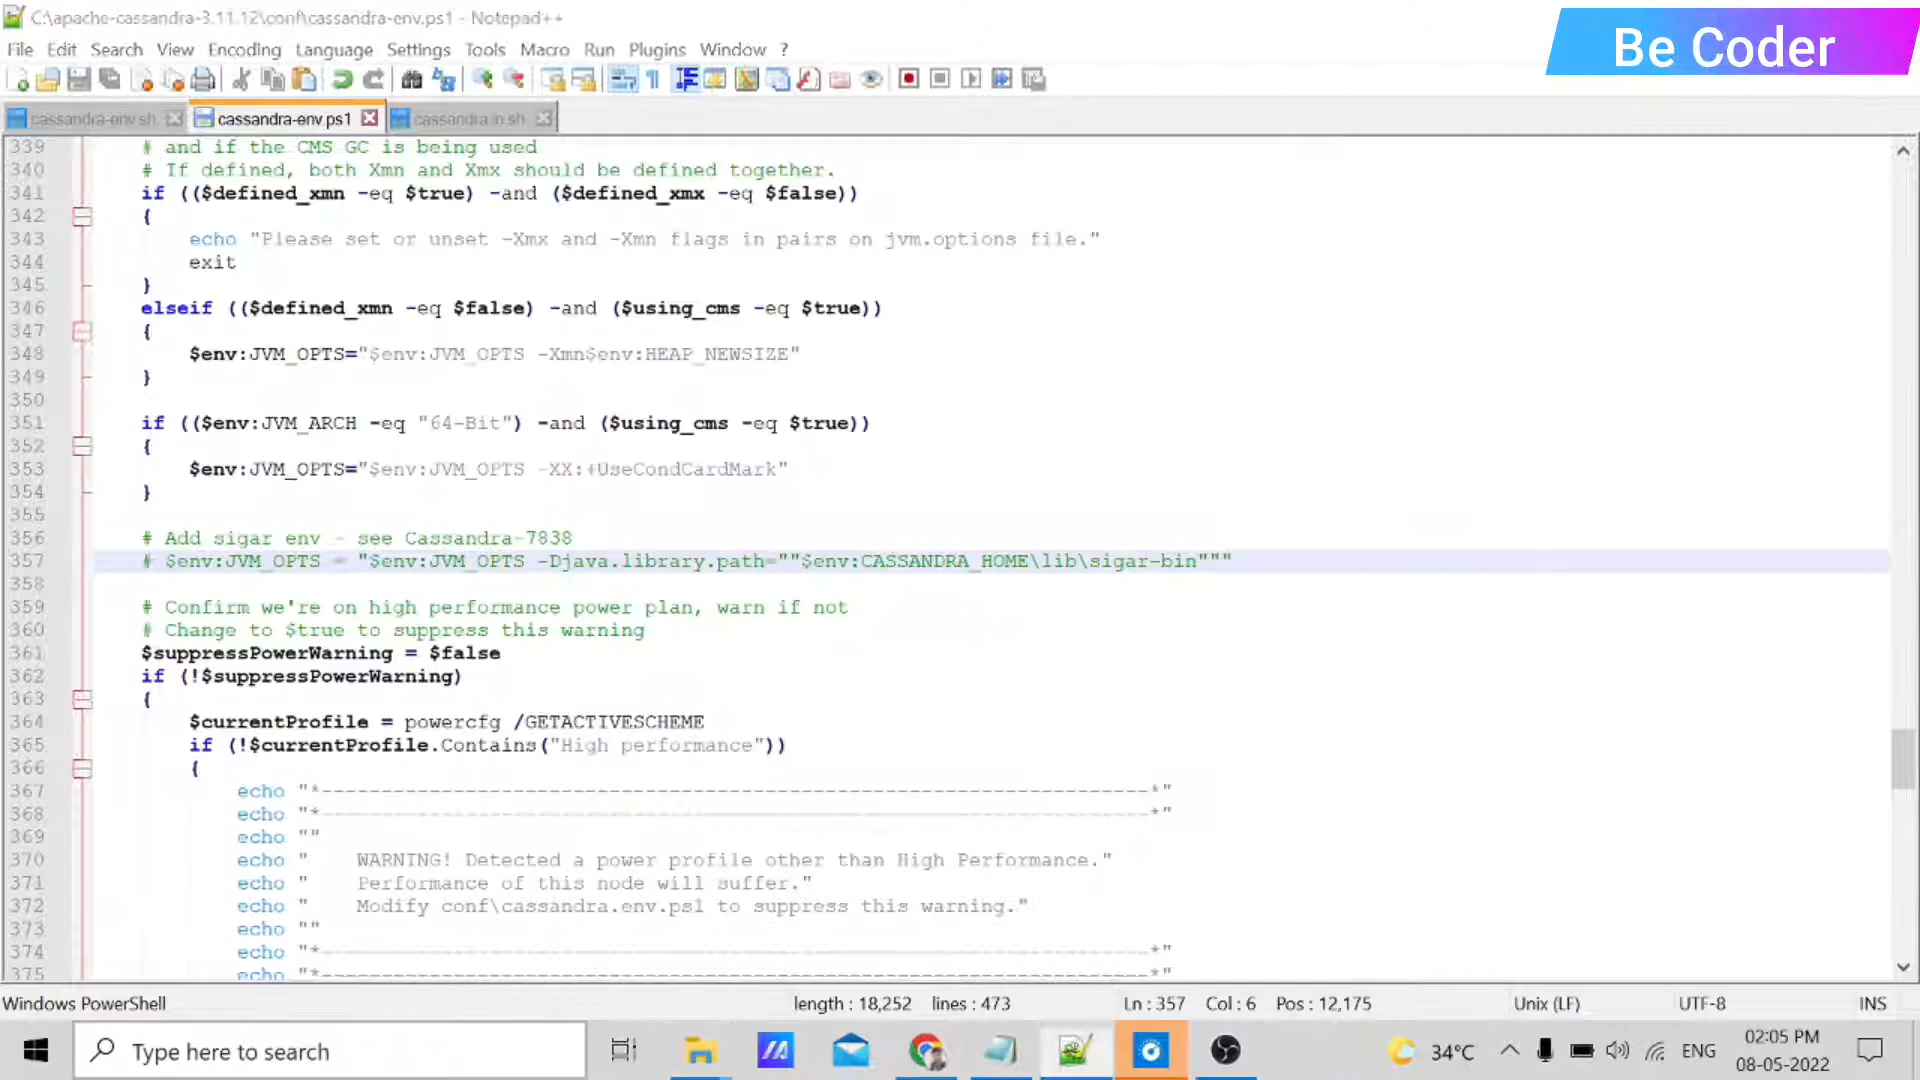 C:\apache-cassandra-3.11.12\conf\cassandra-env.ps1 - Notepad++
Be Coder
File Edit Search View Encoding Language Settings Tools Macro Run Plugins Window ?
cassandra-env.sh cassandra-env.ps1 cassandra.in.sh
339 # and if the CMS GC is being used
340 # If defined, both Xmn and Xmx should be defined together.
341 if (($defined_xmn -eq $true) -and ($defined_xmx -eq $false))
342 {
343 echo "Please set or unset -Xmx and -Xmn flags in pairs on jvm.options file."
344 exit
345 }
346 elseif (($defined_xmn -eq $false) -and ($using_cms -eq $true))
347 {
348 $env:JVM_OPTS="$env:JVM_OPTS -Xmn$env:HEAP_NEWSIZE"
349 }
350
351 if (($env:JVM_ARCH -eq "64-Bit") -and ($using_cms -eq $true))
352 {
353 $env:JVM_OPTS="$env:JVM_OPTS -XX:+UseCondCardMark"
354 }
355
356 # Add sigar env - see Cassandra-7838
357 # $env:JVM_OPTS = "$env:JVM_OPTS -Djava.library.path=""$env:CASSANDRA_HOME\lib\sigar-bin"""
358
359 # Confirm we're on high performance power plan, warn if not
360 # Change to $true to suppress this warning
361 $suppressPowerWarning = $false
362 if (!$suppressPowerWarning)
363 {
364 $currentProfile = powercfg /GETACTIVESCHEME
365 if (!$currentProfile.Contains("High performance"))
366 {
367 echo "*---------------------------------------------------------------------*"
368 echo "*---------------------------------------------------------------------*"
369 echo ""
370 echo " WARNING! Detected a power profile other than High Performance."
371 echo " Performance of this node will suffer."
372 echo " Modify conf\cassandra.env.ps1 to suppress this warning."
373 echo ""
374 echo "*---------------------------------------------------------------------*"
375 echo "*---------------------------------------------------------------------*"
Windows PowerShell length : 18,252 lines : 473 Ln : 357 Col : 6 Pos : 12,175 Unix (LF) UTF-8 INS
Type here to search
34°C ENG
02:05 PM
08-05-2022